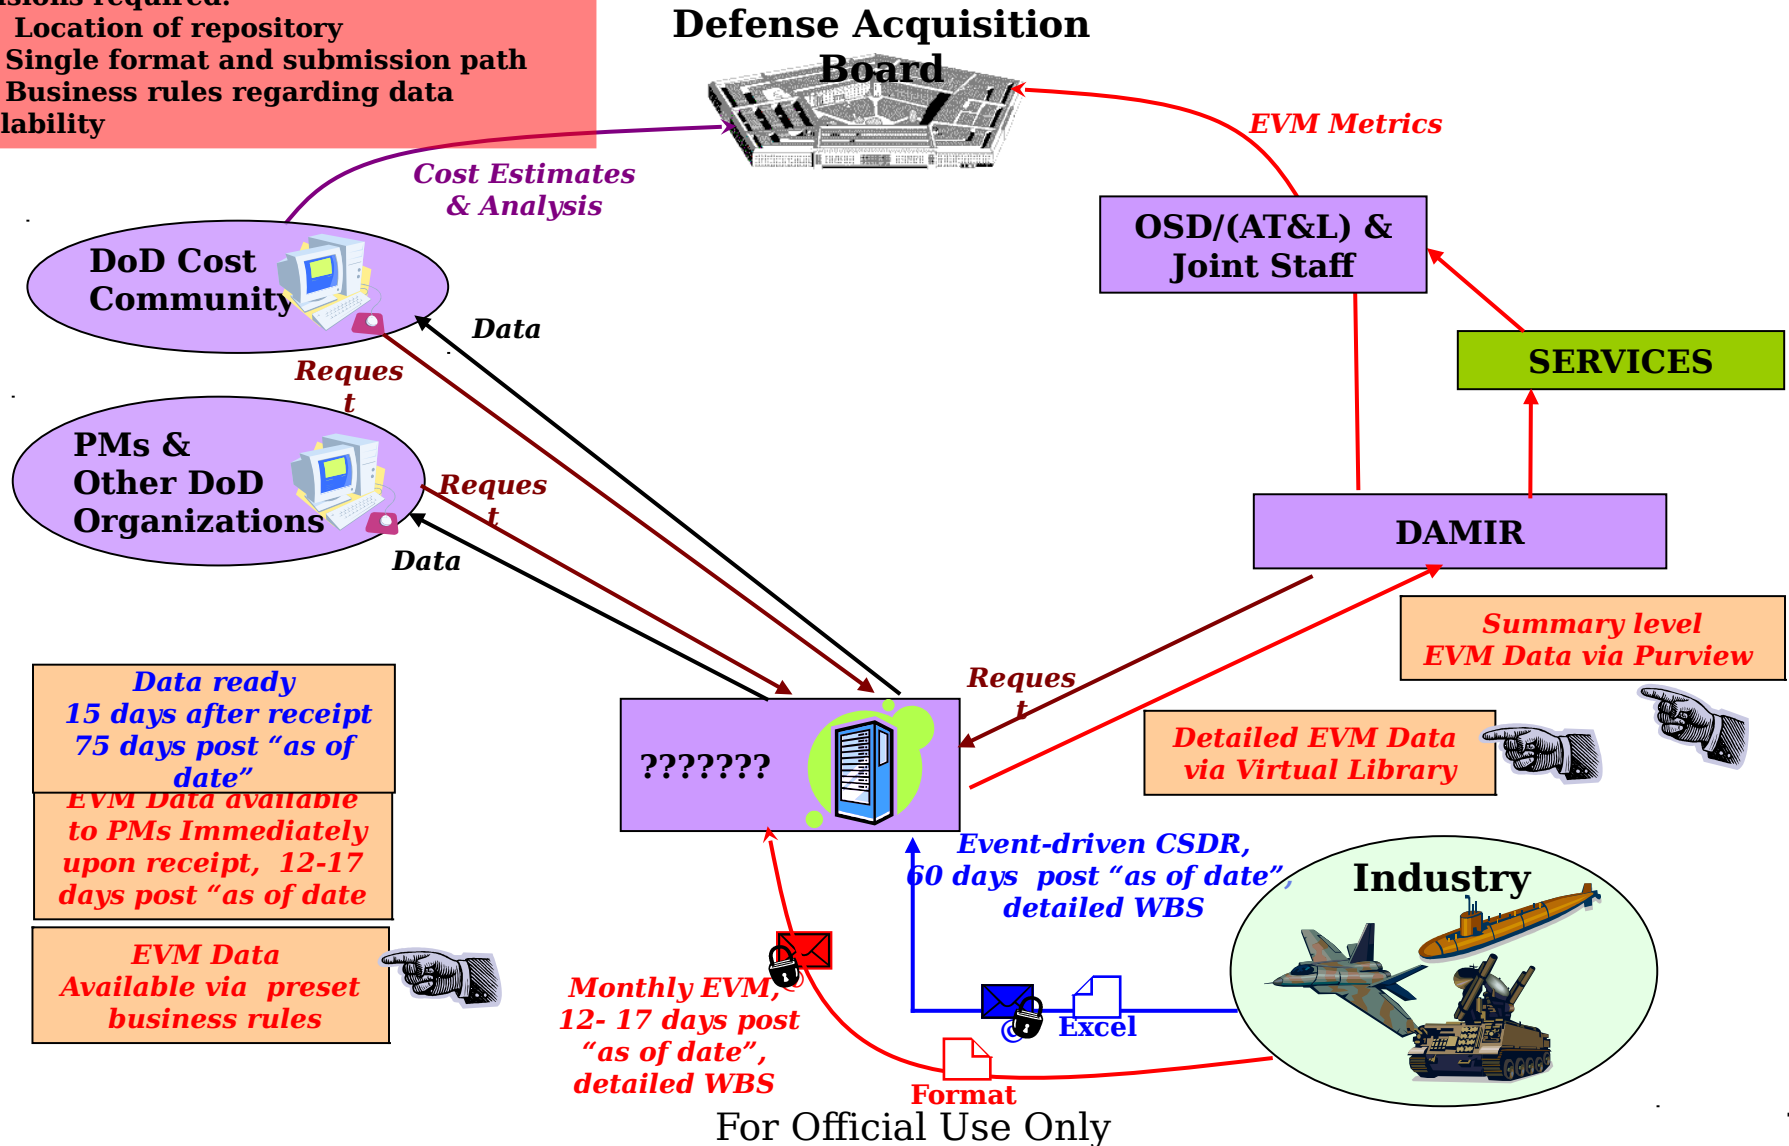 Location of repository
Single format and submission path
Business rules regarding data
Defense Acquisition
Board
EVM Metrics
Cost Estimates
& Analysis
OSD/(AT&L) &
Joint Staff
DoD Cost
Community
Data
SERVICES
Reques
t
PMs &
Other DoD
Organizations
Reques
t
Data
DAMIR
Summary level
EVM Data via Purview
Reques
t
Detailed EVM Data
via Virtual Library
Data ready
15 days after receipt
75 days post “as of
date”
EVM Data available
to PMs Immediately
upon receipt, 12-17
days post “as of date
EVM Data
Available via preset
business rules
???????
Event-driven CSDR,
60 days post “as of date”,
detailed WBS
Industry
Monthly EVM,
12- 17 days post
“as of date”,
detailed WBS
@
@
Excel
Format
For Official Use Only